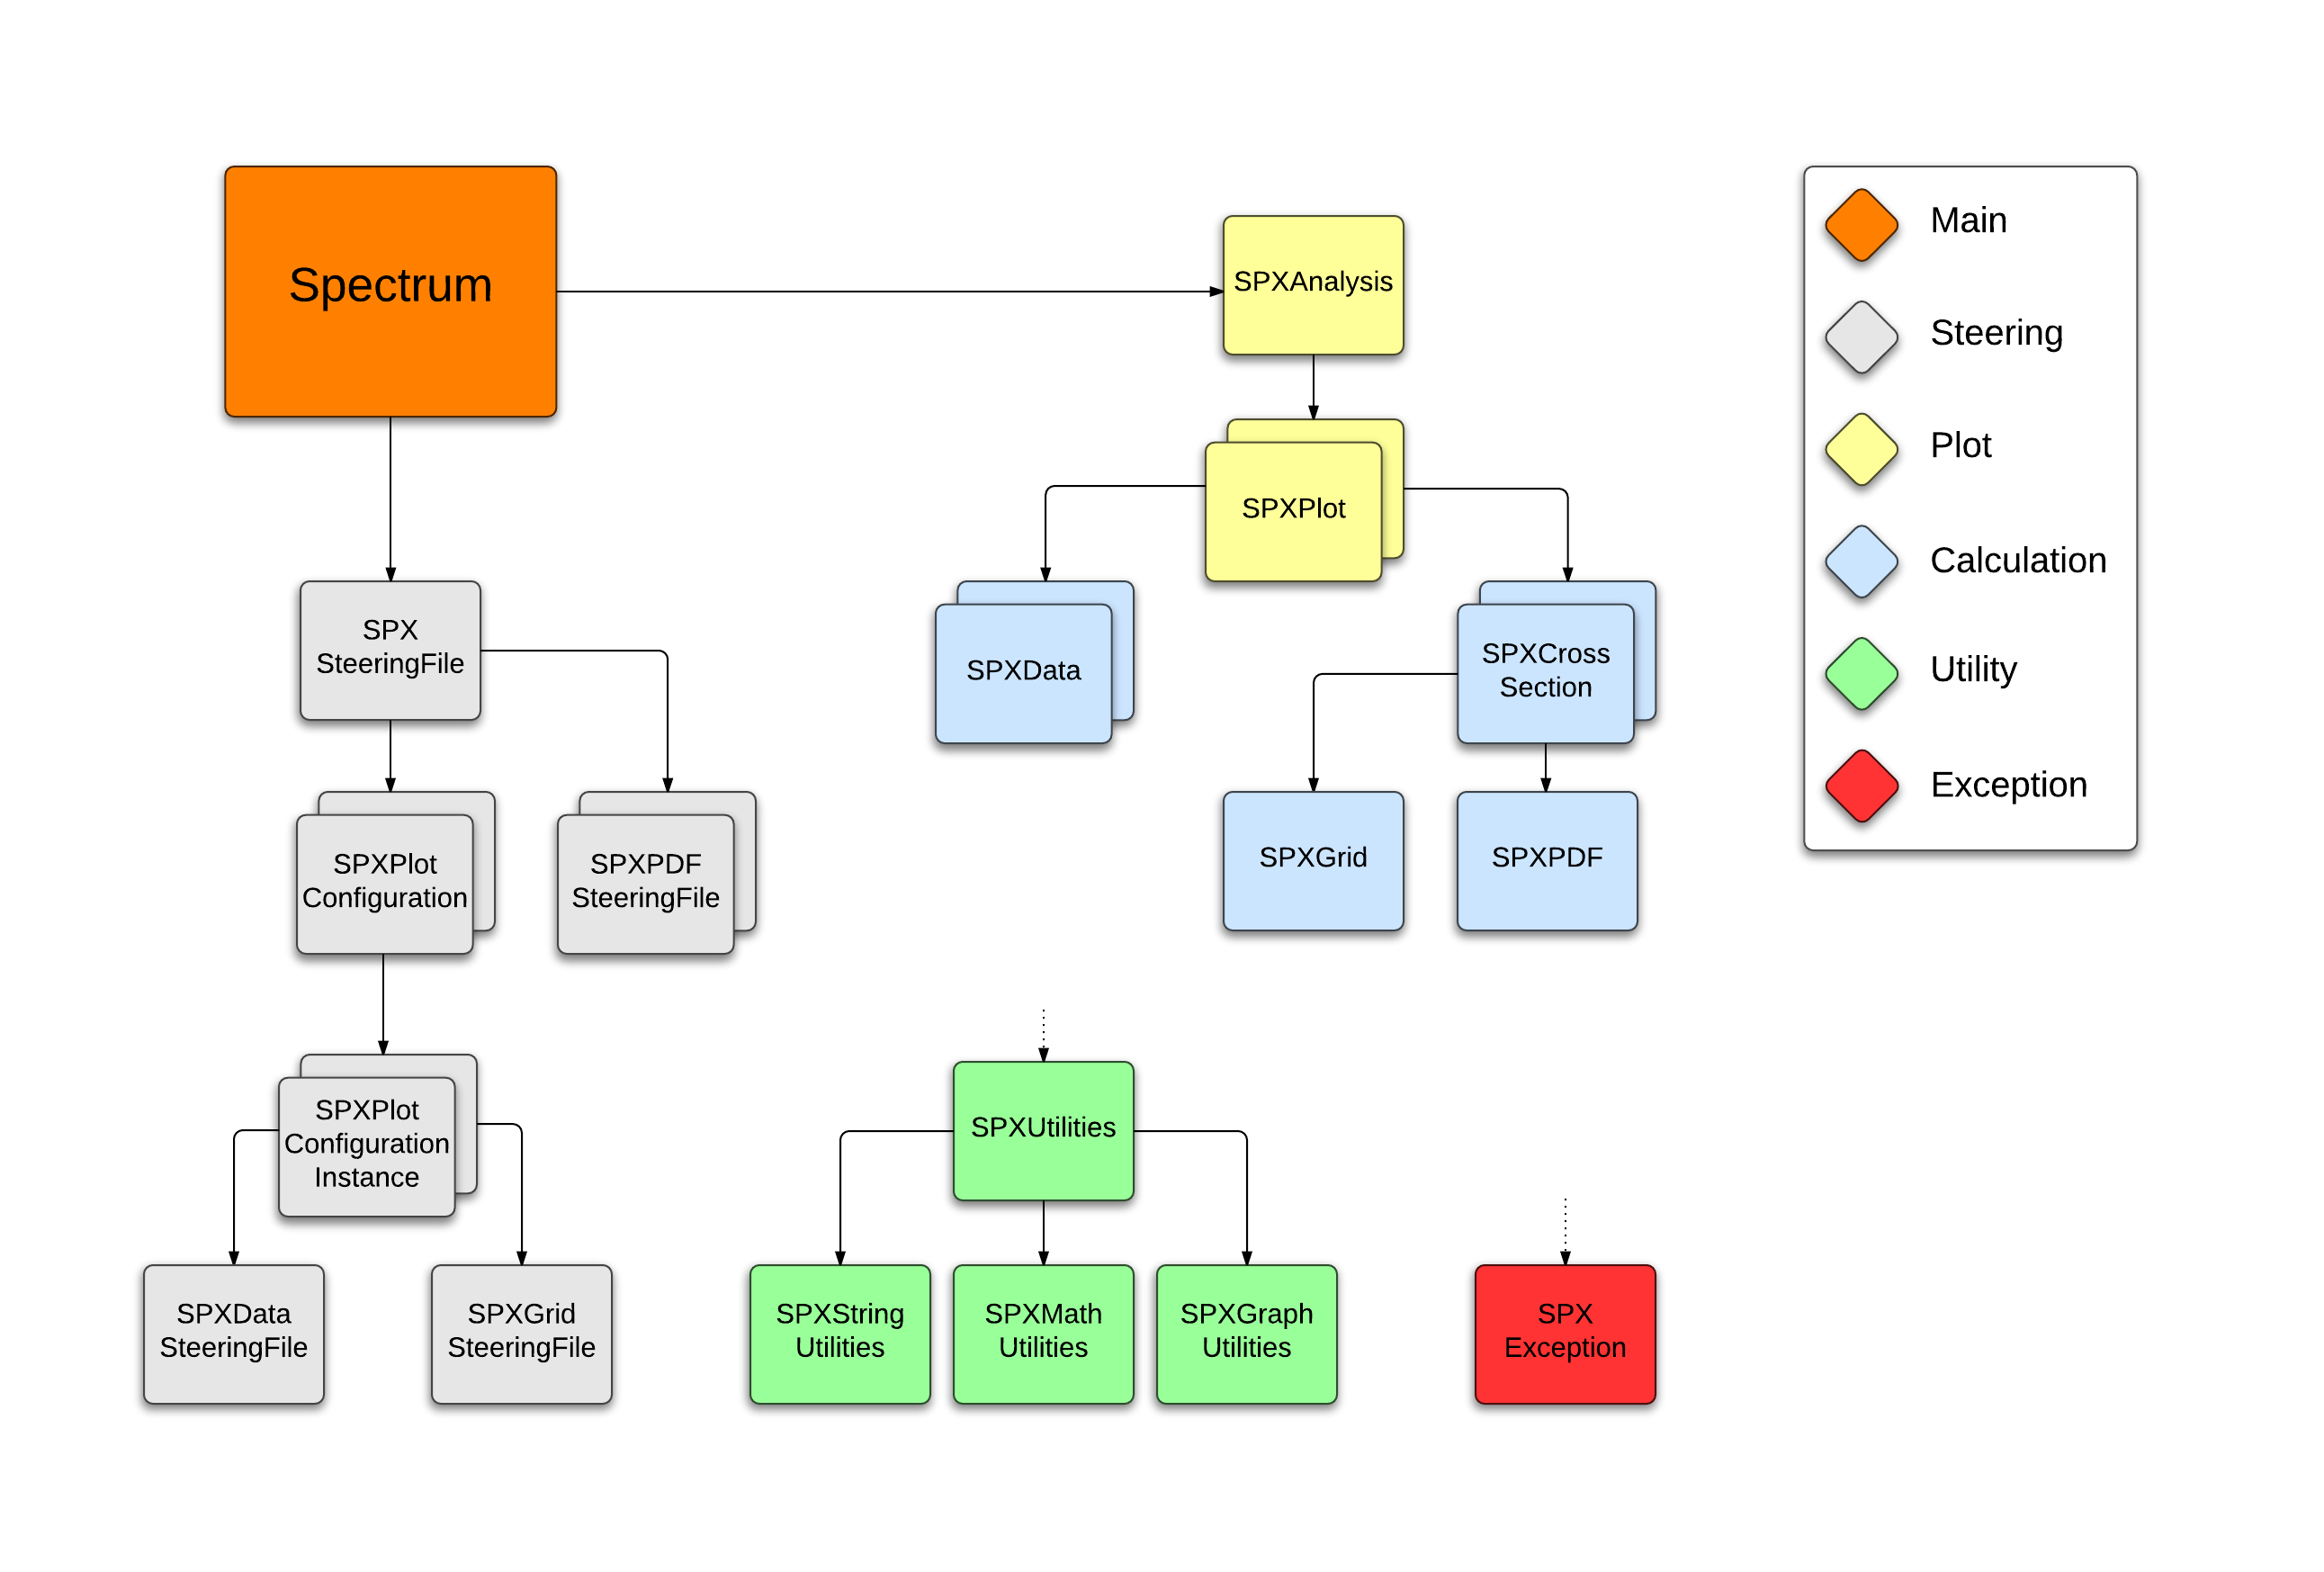 Spectrum
SPXAnalysis
SPXPlot
SPX
SteeringFile
SPXData
SPXCross
Section
SPXPlot
Configuration
SPXPDF
SteeringFile
SPXGrid
SPXPDF
SPXPlot
Configuration
Instance
SPXUtilities
SPXData
SteeringFile
SPXGrid
SteeringFile
SPXString
Utilities
SPXMath
Utilities
SPXGraph
Utilities
SPX
Exception
Main
Steering
Plot
Calculation
Utility
Exception